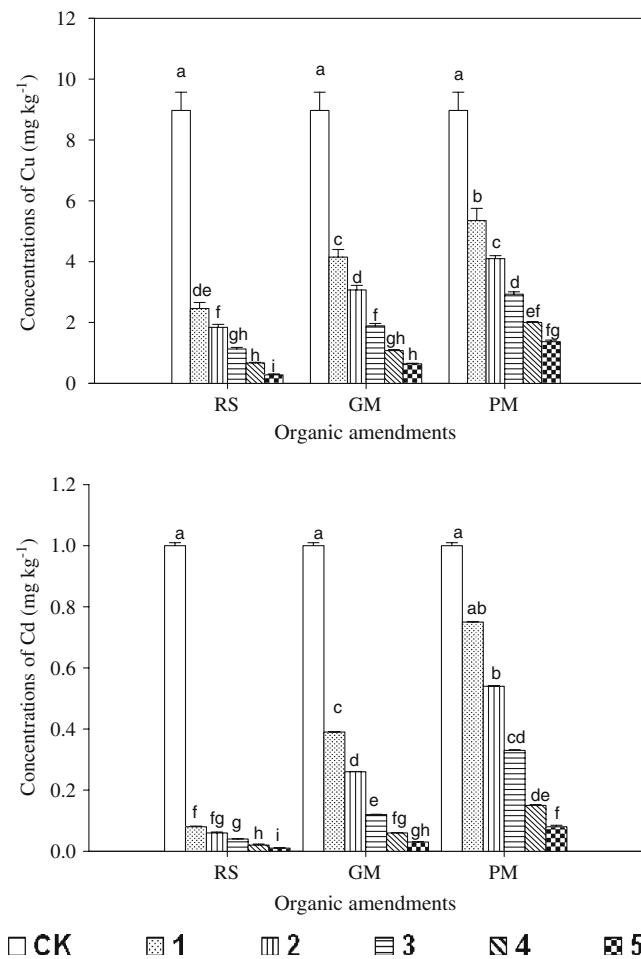 12
10
8
6
4
2
0
Concentrations of Cu (mg kg⁻¹)
a
de
f
gh
h
i
a
c
d
f
gh
h
a
b
c
d
ef
fg
RS GM PM
Organic amendments
1.2
1.0
0.8
0.6
0.4
0.2
0.0
Concentrations of Cd (mg kg⁻¹)
a
f
fg
g
h
i
a
c
d
e
fg
gh
a
ab
b
cd
de
f
RS GM PM
Organic amendments
CK 1 2 3 4 5